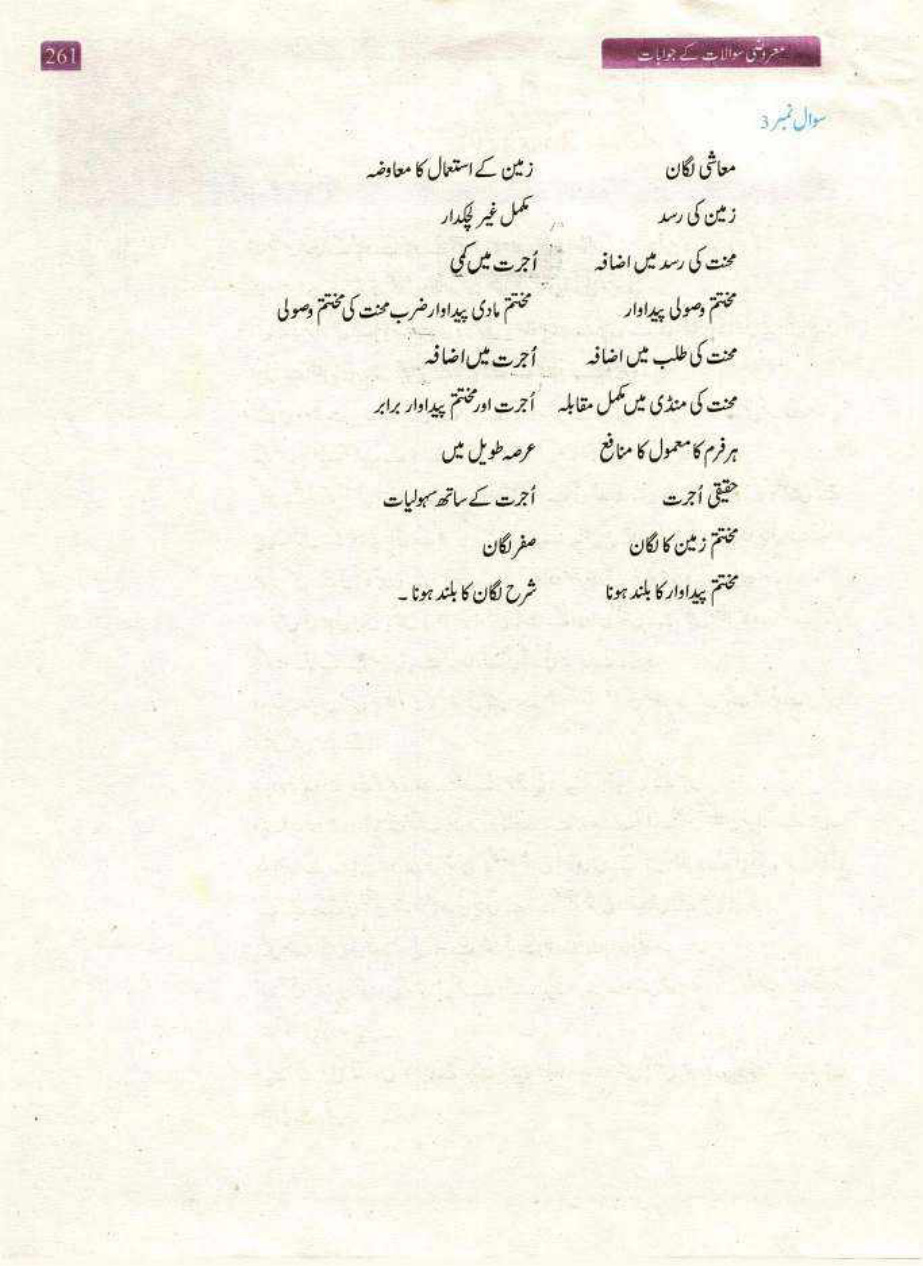 معروضی سوالات کے جوابات 261
سوال نمبر 3
معاشی لگان زمین کے استعمال کا معاوضہ
زمین کی رسد مکمل غیر لچکدار
محنت کی رسد میں اضافہ اُجرت میں کمی
مختتم وصولی پیداوار مختتم مادی پیداوار ضرب محنت کی مختتم وصولی
محنت کی طلب میں اضافہ اُجرت میں اضافہ
محنت کی منڈی میں مکمل مقابلہ اُجرت اور مختتم پیداوار برابر
ہر فرم کا معمول کا منافع عرصہ طویل میں
حقیقی اُجرت اُجرت کے ساتھ سہولیات
مختتم زمین کا لگان صفر لگان
مختتم پیداوار کا بلند ہونا شرح لگان کا بلند ہونا ۔